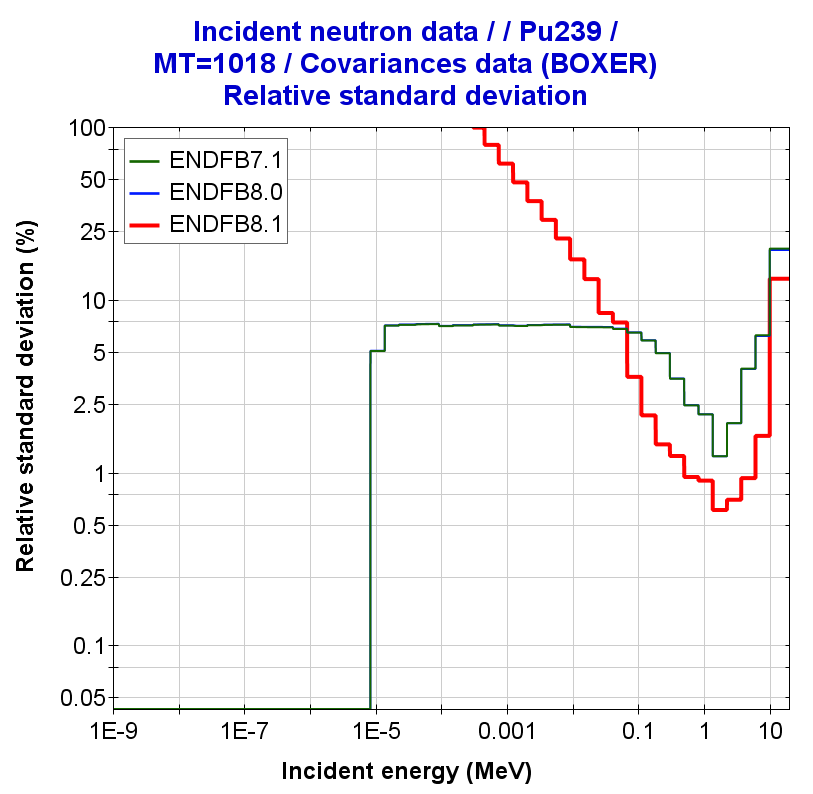 Incident neutron data / / Pu239 /
MT=1018 / Covariances data (BOXER)
Relative standard deviation
ENDFB7.1
ENDFB8.0
ENDFB8.1
Relative standard deviation (%)
100
50
25
10
5
2.5
1
0.5
0.25
0.1
0.05
1E-9
1E-7
1E-5
0.001
0.1
1
10
Incident energy (MeV)